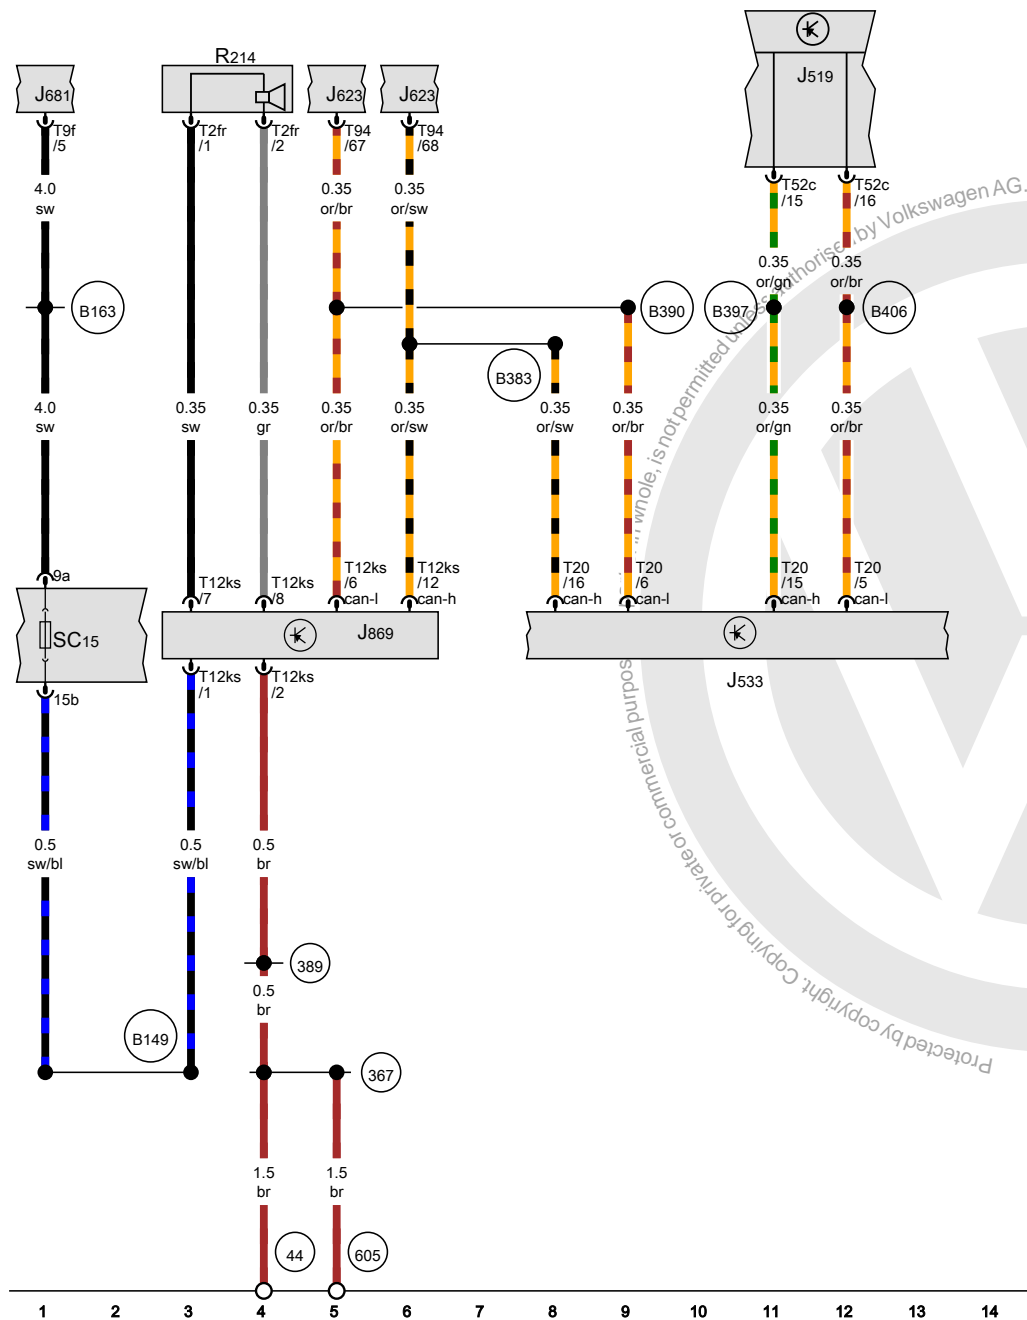 R214
J681
J623
J623
J519
T9f
/5
T2fr
/1
T2fr
/2
T94
/67
T94
/68
T52c
/15
T52c
/16
4.0
sw
0.35
or/br
0.35
or/sw
0.35
or/gn
0.35
or/br
B163
B390
B397
B406
B383
4.0
sw
0.35
sw
0.35
gr
0.35
or/br
0.35
or/sw
0.35
or/sw
0.35
or/br
0.35
or/gn
0.35
or/br
9a
T12ks
/7
T12ks
/8
T12ks
/6
can-l
T12ks
/12
can-h
T20
/16
can-h
T20
/6
can-l
T20
/15
can-h
T20
/5
can-l
SC15
J869
J533
15b
T12ks
/1
T12ks
/2
0.5
sw/bl
0.5
sw/bl
0.5
br
389
0.5
br
B149
367
1.5
br
1.5
br
44
605
1 2 3 4 5 6 7 8 9 10 11 12 13 14
Protected by copyright. Copying for private or commercial purpos
in whole, is not permitted unless authorised by Volkswagen AG.